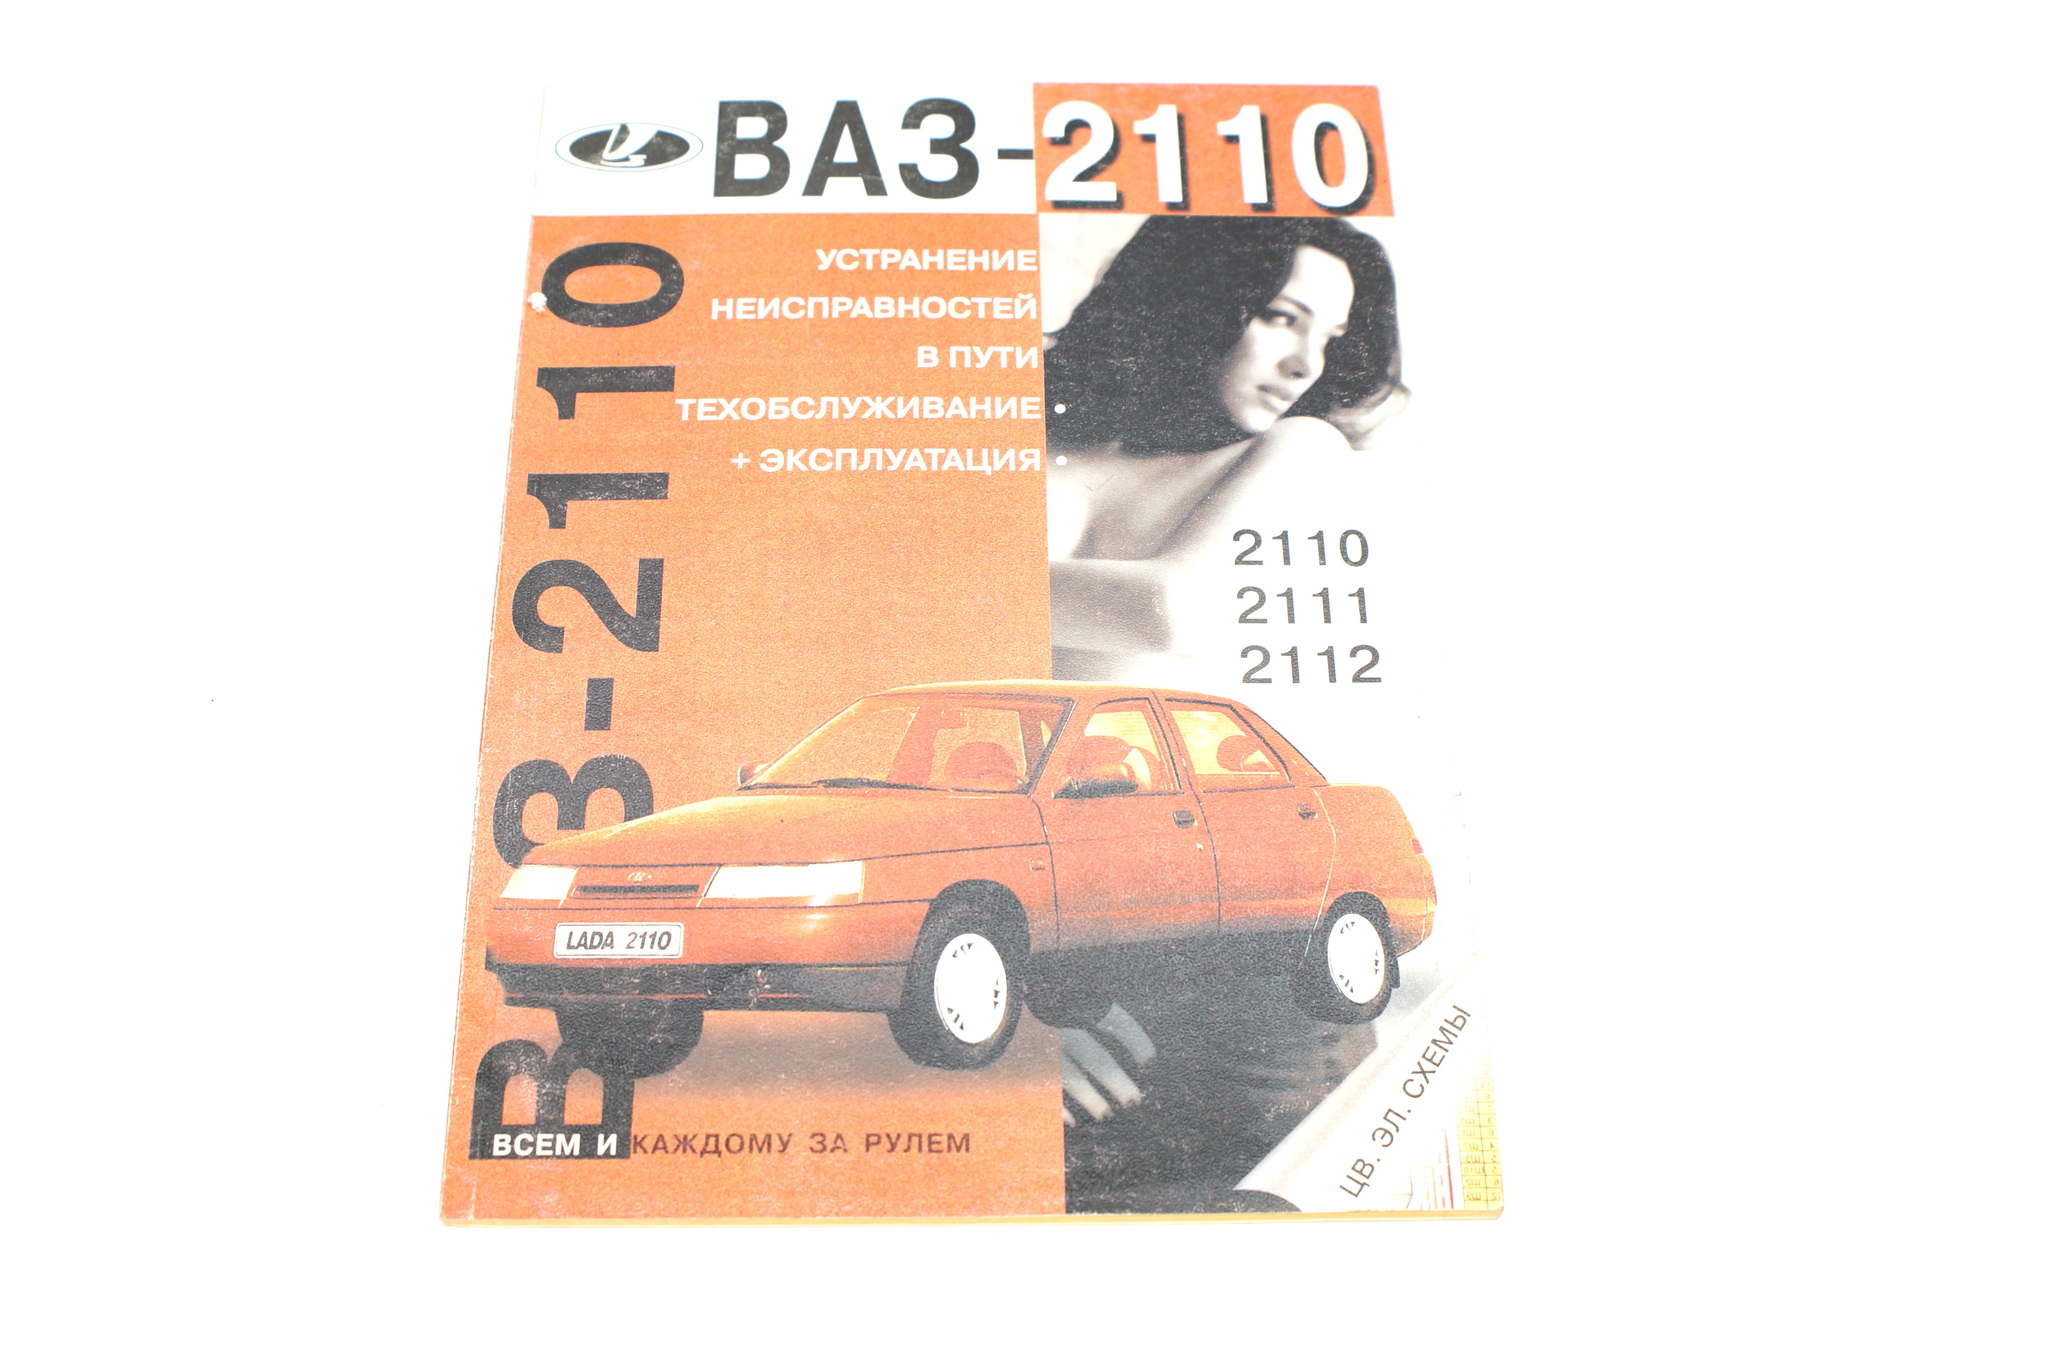 ВАЗ-2110
ВАЗ-2110
УСТРАНЕНИЕ
НЕИСПРАВНОСТЕЙ
В ПУТИ
ТЕХОБСЛУЖИВАНИЕ •
+ ЭКСПЛУАТАЦИЯ •
2110
2111
2112
LADA 2110
ЦВ. ЭЛ. СХЕМЫ
ВСЕМ И КАЖДОМУ ЗА РУЛЕМ